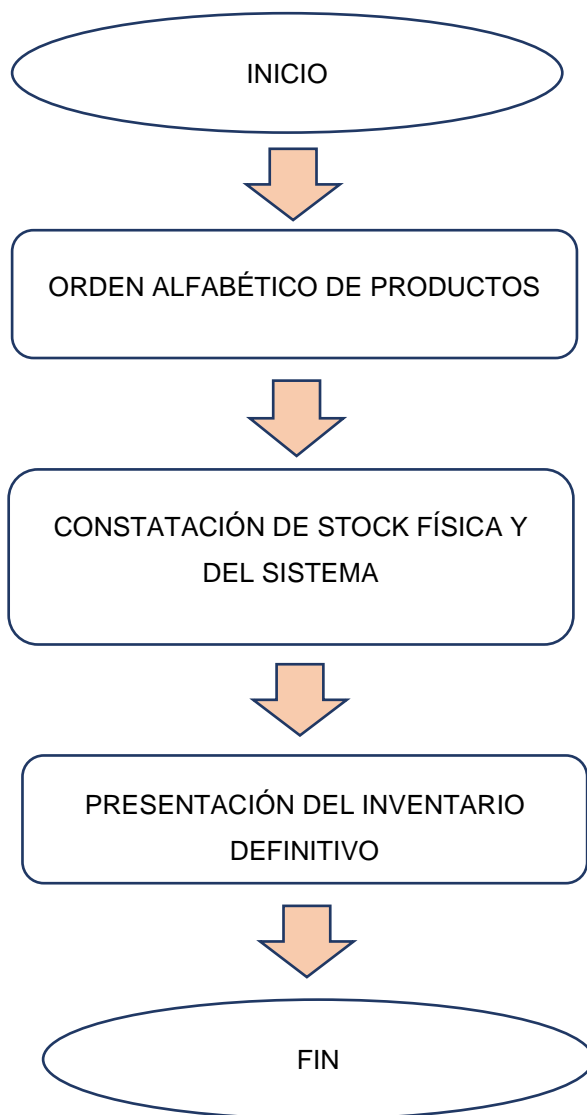 INICIO
ORDEN ALFABÉTICO DE PRODUCTOS
CONSTATACIÓN DE STOCK FÍSICA Y
DEL SISTEMA
PRESENTACIÓN DEL INVENTARIO
DEFINITIVO
FIN